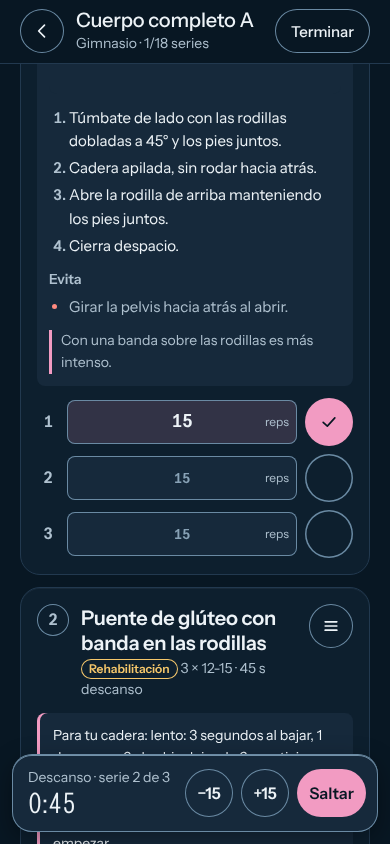 Cuerpo completo A
Gimnasio · 1/18 series
Terminar
1. Túmbate de lado con las rodillas
dobladas a 45° y los pies juntos.
2. Cadera apilada, sin rodar hacia atrás.
3. Abre la rodilla de arriba manteniendo
los pies juntos.
4. Cierra despacio.
Evita
• Girar la pelvis hacia atrás al abrir.
Con una banda sobre las rodillas es más
intenso.
1 15 reps
2 15 reps
3 15 reps
2 Puente de glúteo con
banda en las rodillas
Rehabilitación 3 × 12-15 · 45 s
descanso
Para tu cadera: lento: 3 segundos al bajar, 1
Descanso · serie 2 de 3
0:45
−15
+15
Saltar
empezar